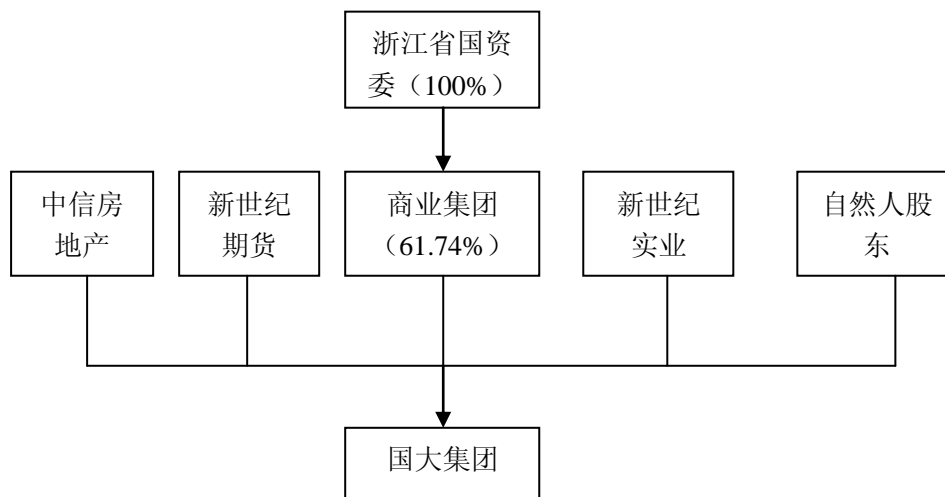 浙江省国资
委（100%）
中信房
地产
新世纪
期货
商业集团
（61.74%）
新世纪
实业
自然人股
东
国大集团